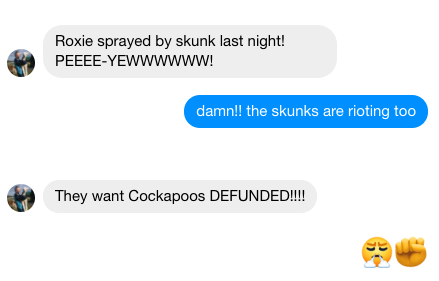 Roxie sprayed by skunk last night!
PEEEE-YEWWWWWW!
damn!! the skunks are rioting too
They want Cockapoos DEFUNDED!!!!
😤✊